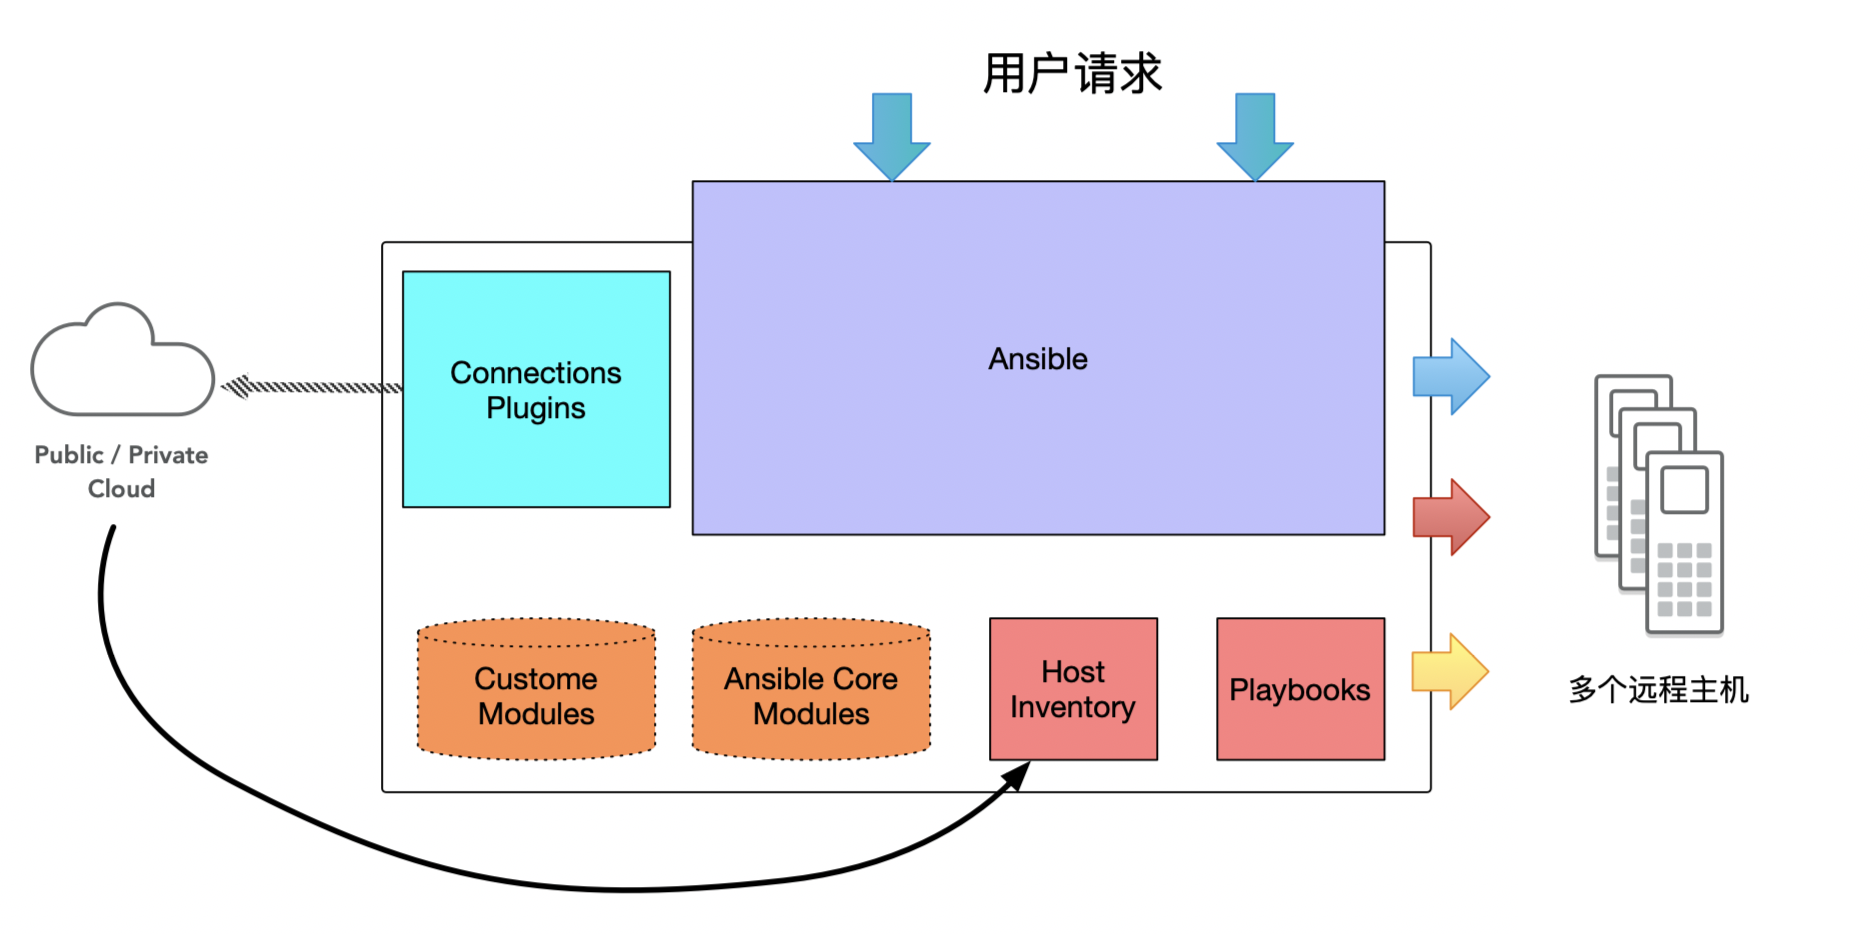 用户请求
Ansible
Connections
Plugins
Public / Private
Cloud
Custome
Modules
Ansible Core
Modules
Host
Inventory
Playbooks
多个远程主机